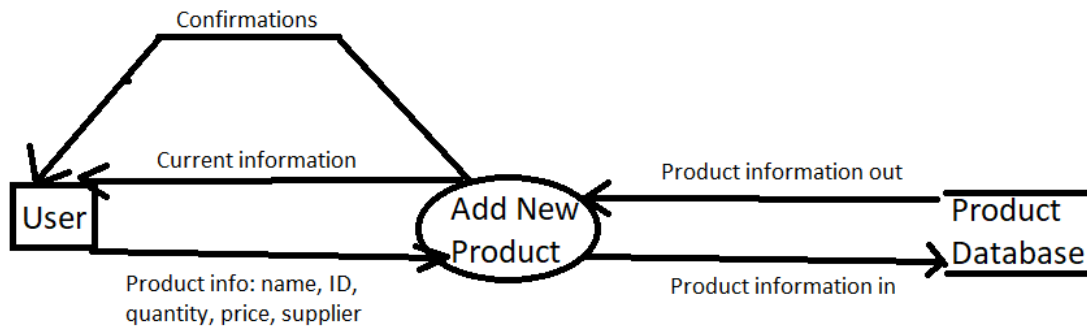 Confirmations
Current information
Product information out
User
Add New
Product
Product
Database
Product info: name, ID,
quantity, price, supplier
Product information in